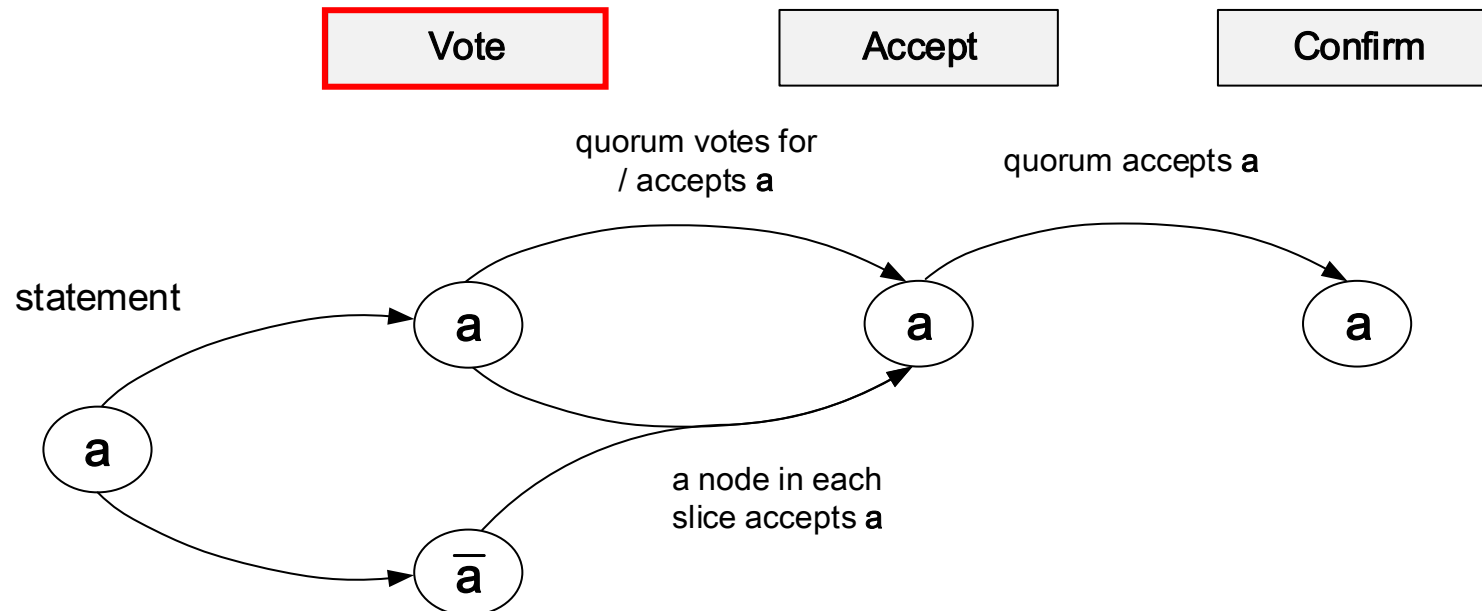 Vote
Accept
Confirm
quorum votes for
/ accepts a
quorum accepts a
statement
a
a
a
a
a̅
a node in each
slice accepts a